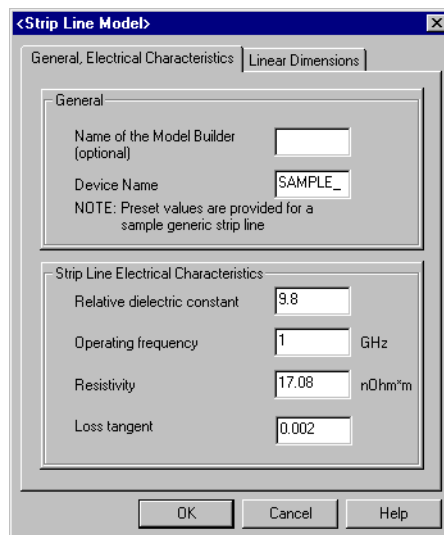 <Strip Line Model>
General, Electrical Characteristics
Linear Dimensions
General
Name of the Model Builder
(optional)
Device Name
SAMPLE_
NOTE: Preset values are provided for a
sample generic strip line
Strip Line Electrical Characteristics
Relative dielectric constant
9.8
Operating frequency
1
GHz
Resistivity
17.08
nOhm*m
Loss tangent
0.002
OK
Cancel
Help